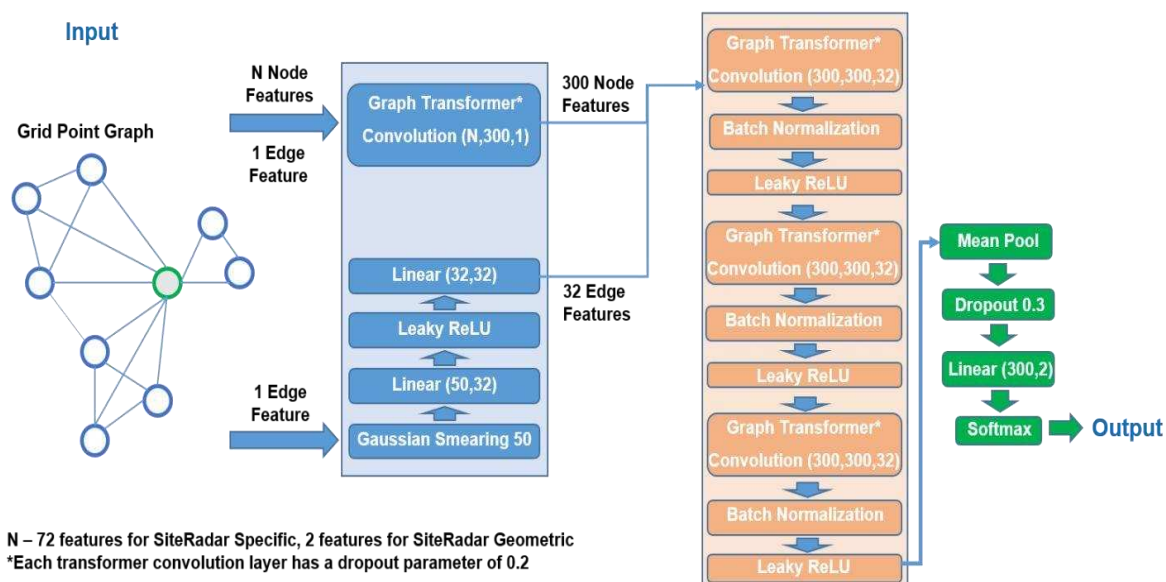 Input
Grid Point Graph
N Node
Features
1 Edge
Feature
1 Edge
Feature
Graph Transformer*
Convolution (N,300,1)
Linear (32,32)
Leaky ReLU
Linear (50,32)
Gaussian Smearing 50
300 Node
Features
32 Edge
Features
Graph Transformer*
Convolution (300,300,32)
Batch Normalization
Leaky ReLU
Graph Transformer*
Convolution (300,300,32)
Batch Normalization
Leaky ReLU
Graph Transformer*
Convolution (300,300,32)
Batch Normalization
Leaky ReLU
Mean Pool
Dropout 0.3
Linear (300,2)
Softmax
Output
N – 72 features for SiteRadar Specific, 2 features for SiteRadar Geometric
*Each transformer convolution layer has a dropout parameter of 0.2